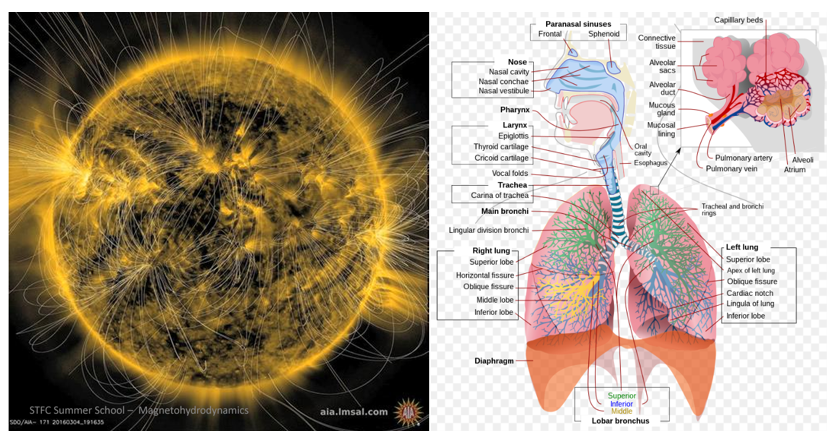 STFC Summer School – Magnetohydrodynamics
aia.lmsal.com
AIA
SDO/AIA- 171 20160304_191635
Paranasal sinuses
Frontal
Sphenoid
Nose
Nasal cavity
Nasal conchae
Nasal vestibule
Pharynx
Larynx
Epiglottis
Thyroid cartilage
Cricoid cartilage
Vocal folds
Trachea
Carina of trachea
Main bronchi
Lingular division bronchi
Right lung
Superior lobe
Horizontal fissure
Oblique fissure
Middle lobe
Inferior lobe
Diaphragm
Oral
cavity
Esophagus
Capillary beds
Connective
tissue
Alveolar
sacs
Alveolar
duct
Mucous
gland
Mucosal
lining
Pulmonary artery
Pulmonary vein
Alveoli
Atrium
Tracheal and bronchi
rings
Left lung
Superior lobe
Apex of left lung
Oblique fissure
Cardiac notch
Lingula of lung
Inferior lobe
Superior
Inferior
Middle
Lobar bronchus